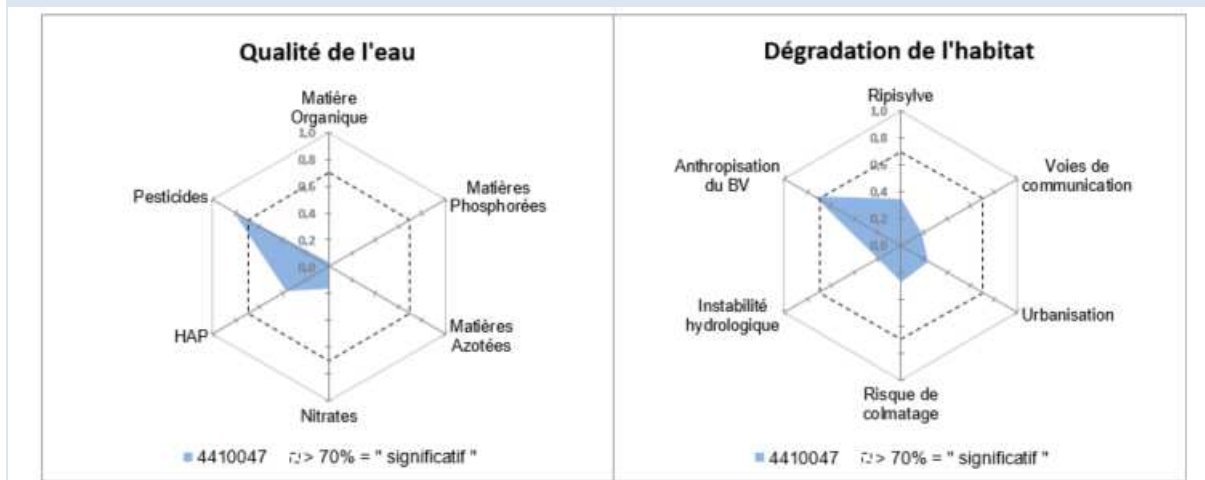 Qualité de l'eau
Matière
Organique
1,0
0,8
0,6
0,4
0,2
0,0
Pesticides
Matières
Phosphorées
HAP
Matières
Azotées
Nitrates
4410047
> 70% = " significatif "
Dégradation de l'habitat
Ripisylve
1,0
0,8
0,6
0,4
0,2
0,0
Anthropisation
du BV
Voies de
communication
Instabilité
hydrologique
Urbanisation
Risque de
colmatage
4410047
> 70% = " significatif "